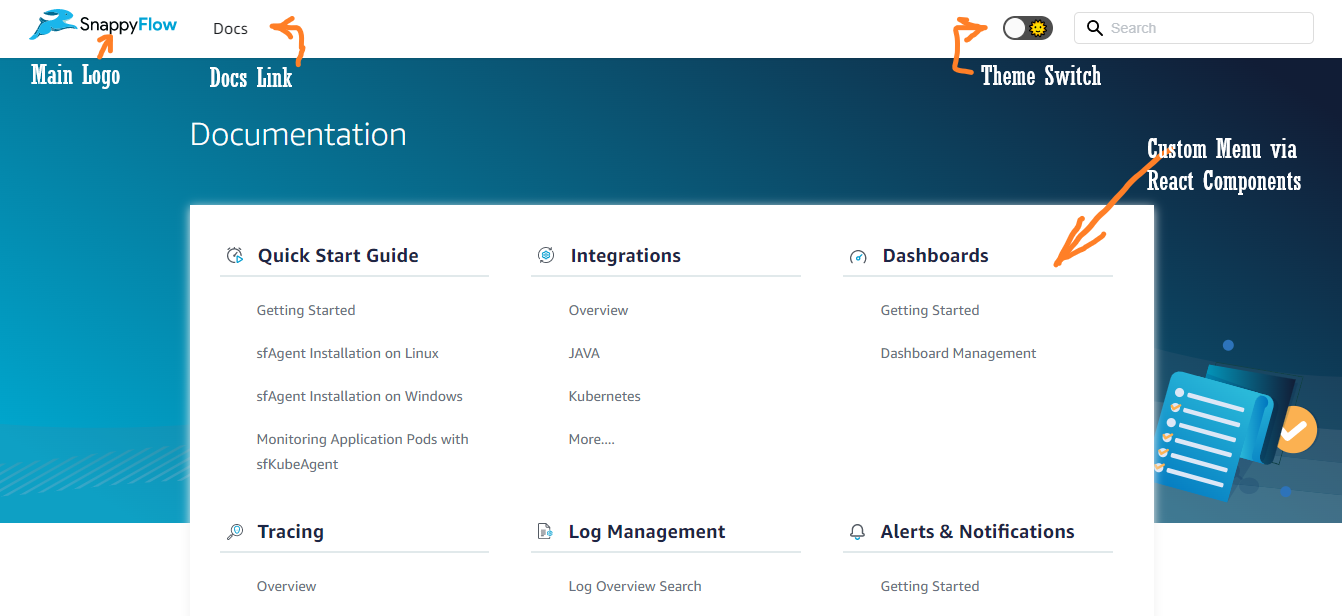 SnappyFlow
Docs
Search
Main Logo
Docs Link
Theme Switch
Documentation
Custom Menu via
React Components
Quick Start Guide
Getting Started
sfAgent Installation on Linux
sfAgent Installation on Windows
Monitoring Application Pods with
sfKubeAgent
Integrations
Overview
JAVA
Kubernetes
More....
Dashboards
Getting Started
Dashboard Management
Tracing
Overview
Log Management
Log Overview Search
Alerts & Notifications
Getting Started